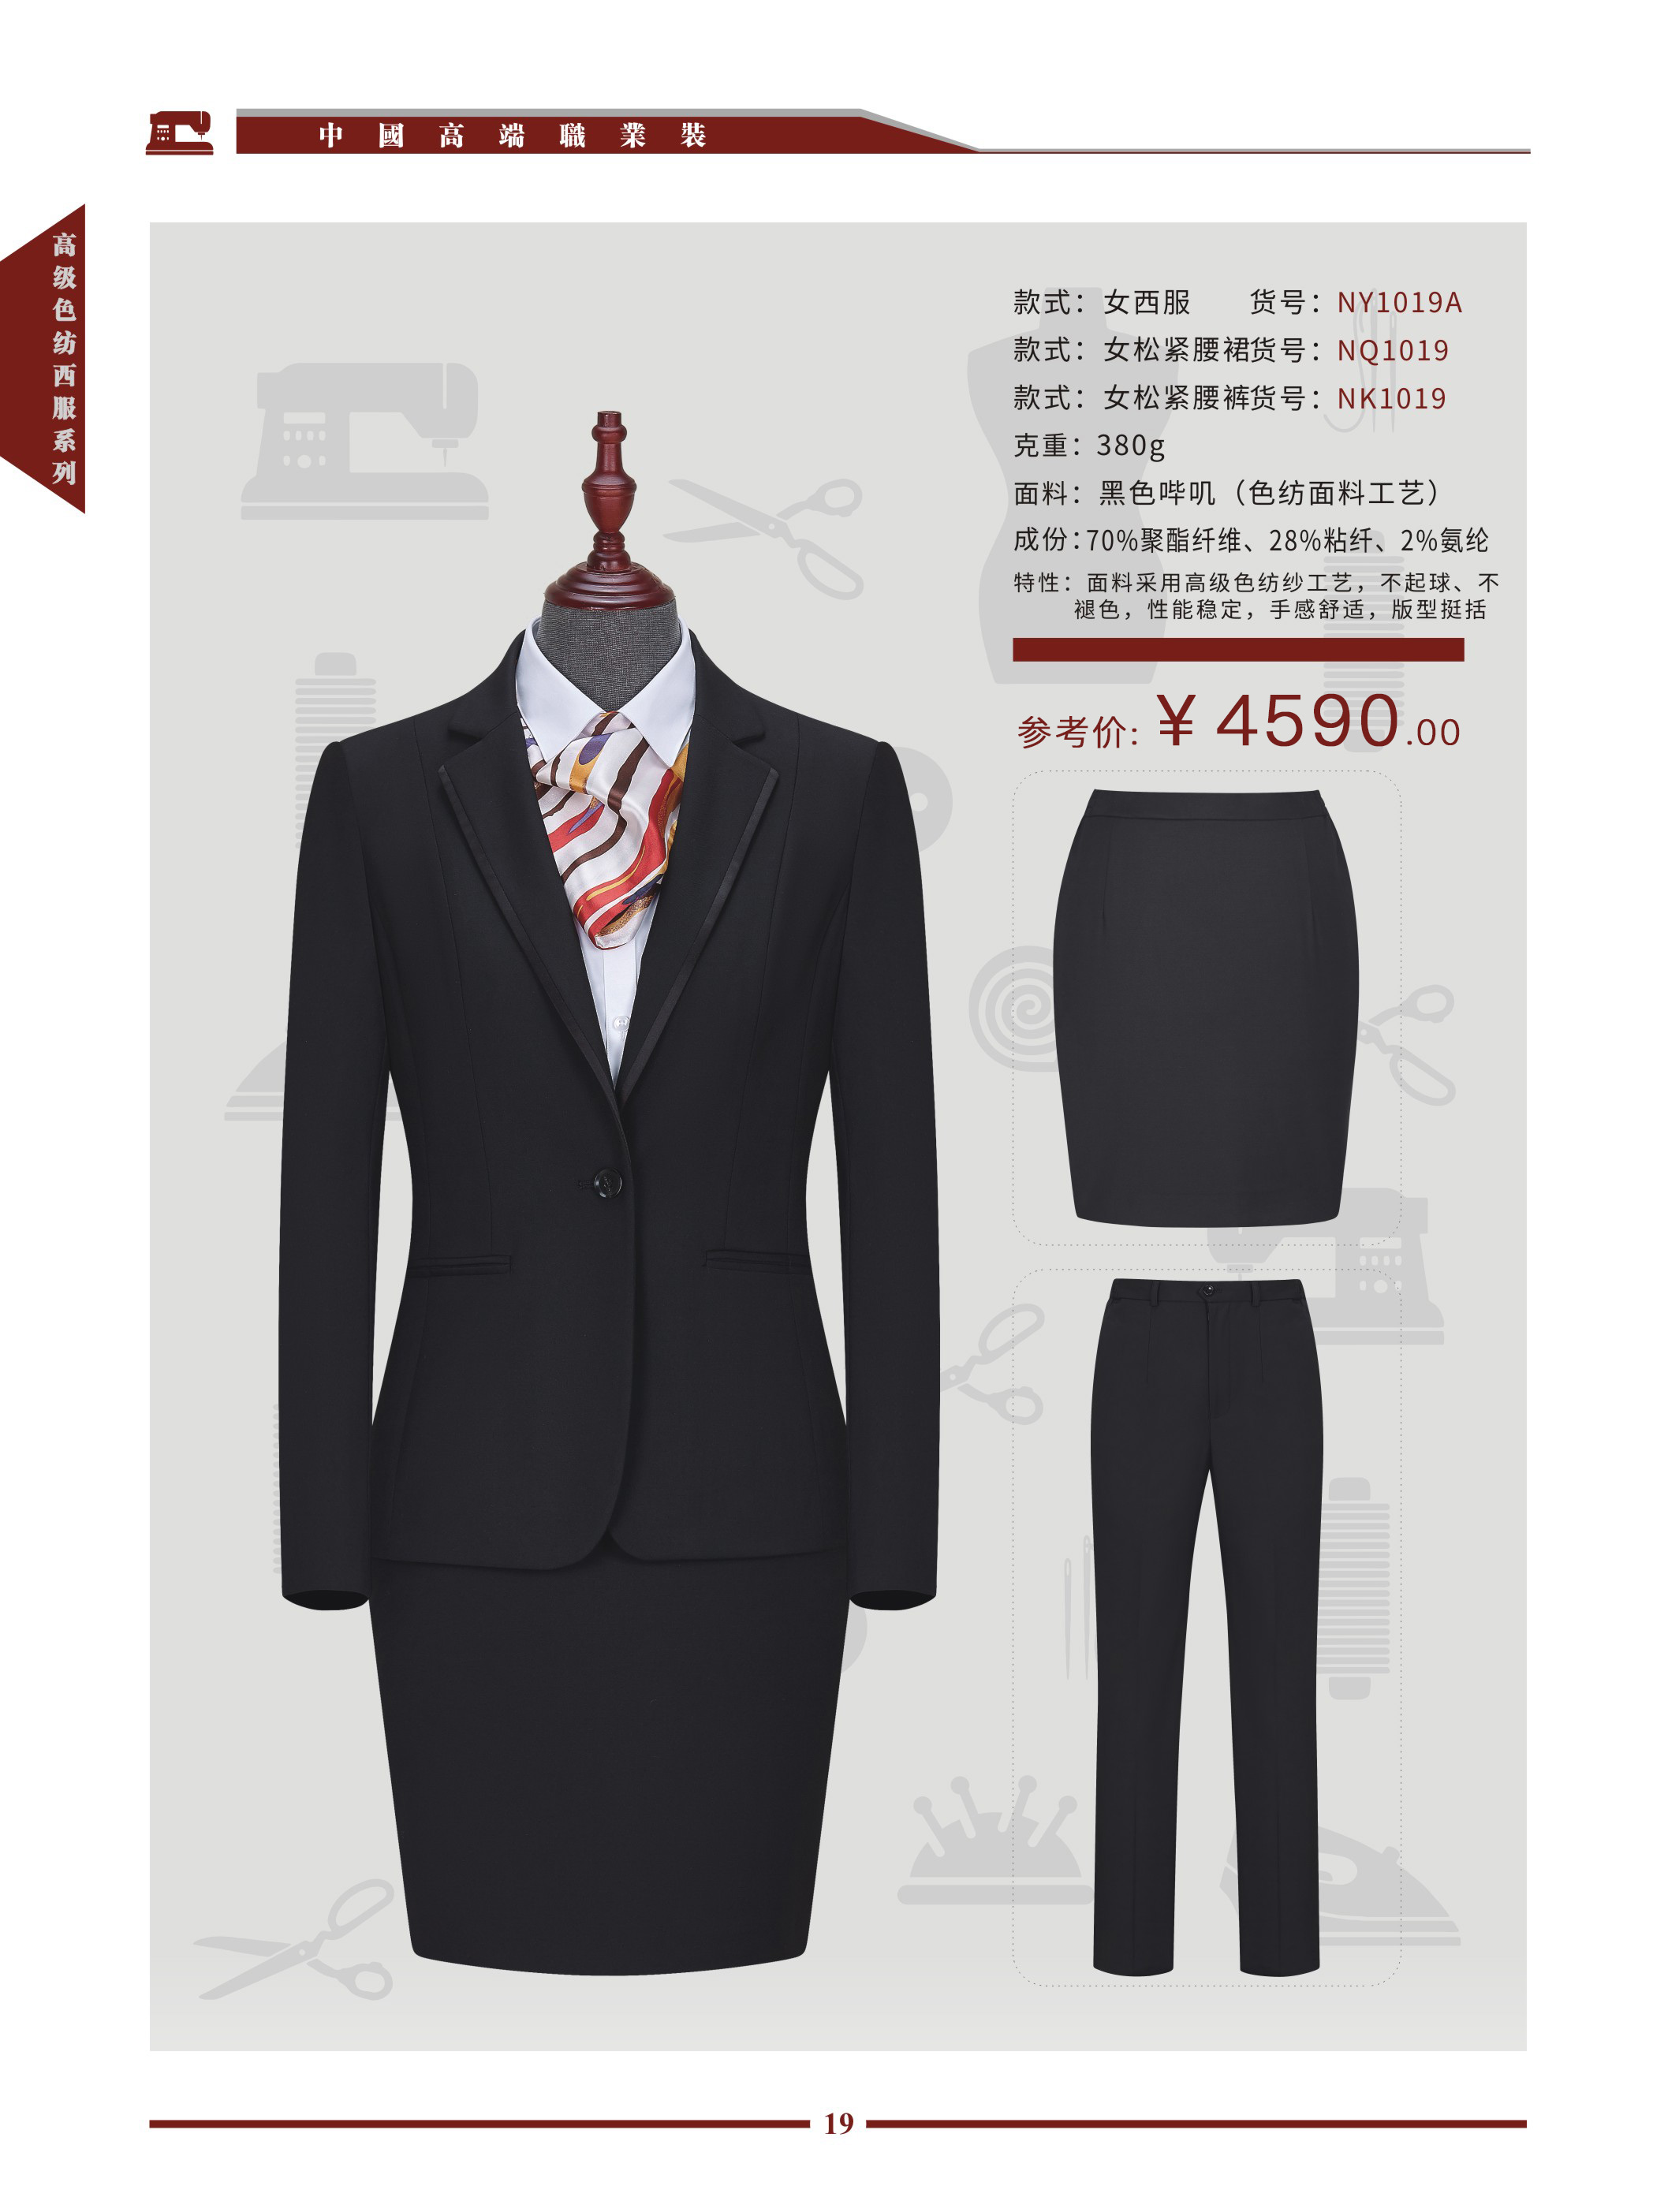 中國高端職業裝
高级色纺西服系列
款式：女西服 货号：NY1019A
款式：女松紧腰裙货号：NQ1019
款式：女松紧腰裤货号：NK1019
克重：380g
面料：黑色哔叽（色纺面料工艺）
成份：70%聚酯纤维、28%粘纤、2%氨纶
特性：面料采用高级色纺纱工艺，不起球、不
褪色，性能稳定，手感舒适，版型挺括
参考价：¥4590.00
19